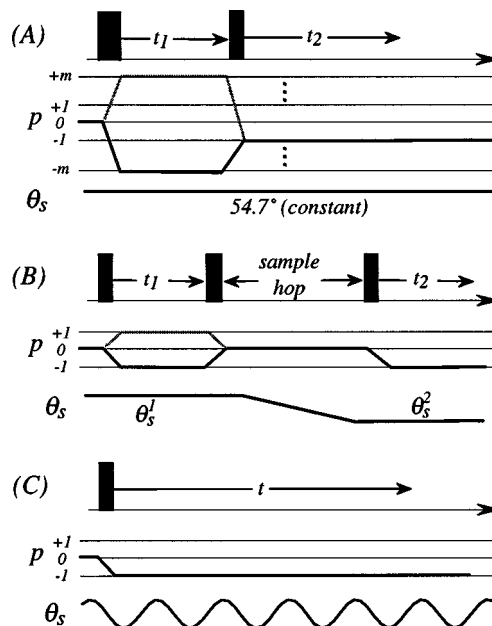 (A)
t1
t2
+m
+1
p 0
-1
-m
θs
54.7° (constant)
(B)
t1
sample
hop
t2
+1
p 0
-1
θs
θs1
θs2
(C)
t
+1
p 0
-1
θs